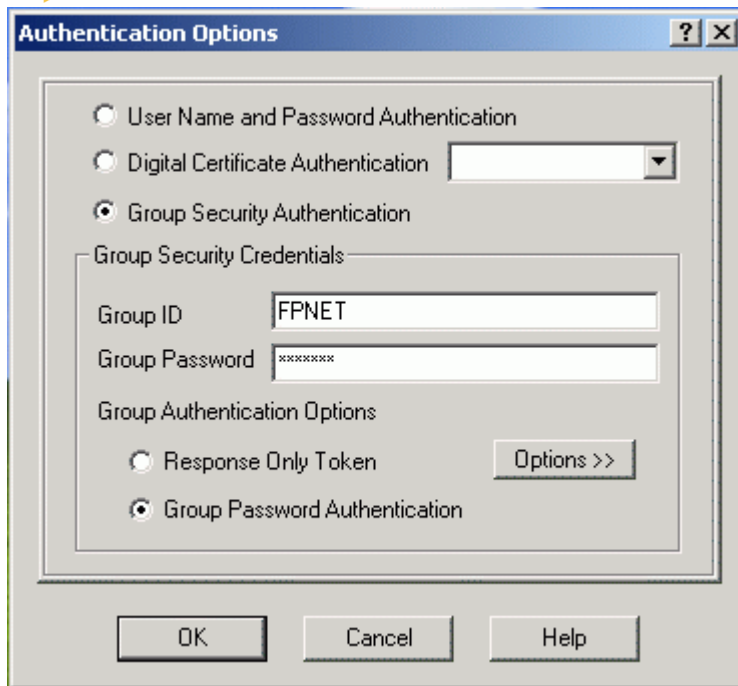 Authentication Options
User Name and Password Authentication
Digital Certificate Authentication
Group Security Authentication
Group Security Credentials
Group ID FPNET
Group Password *******
Group Authentication Options
Response Only Token Options >>
Group Password Authentication
OK Cancel Help